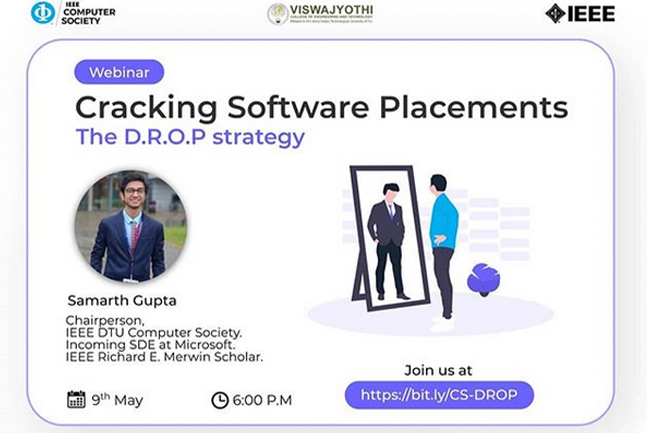 IEEE
COMPUTER
SOCIETY
VISWAJYOTHI
COLLEGE OF ENGINEERING AND TECHNOLOGY
IEEE
Webinar
Cracking Software Placements
The D.R.O.P strategy
Samarth Gupta
Chairperson,
IEEE DTU Computer Society.
Incoming SDE at Microsoft.
IEEE Richard E. Merwin Scholar.
9th May
6:00 P.M
Join us at
https://bit.ly/CS-DROP